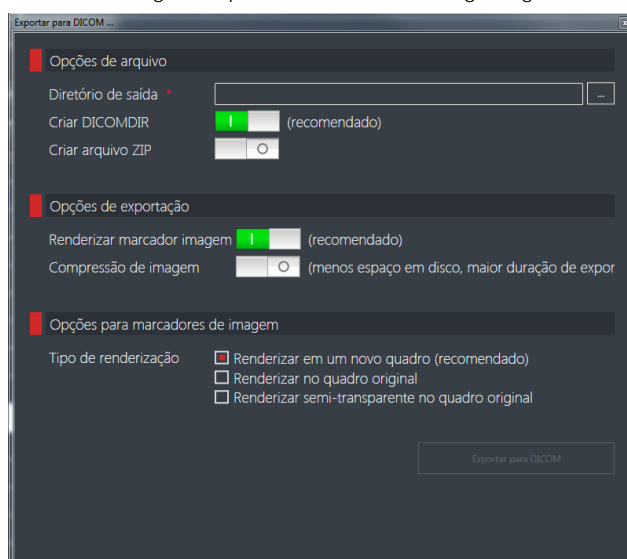 Exportar para DICOM ...
Opções de arquivo
Diretório de saída *
...
Criar DICOMDIR
(recomendado)
Criar arquivo ZIP
Opções de exportação
Renderizar marcador imagem
(recomendado)
Compressão de imagem
(menos espaço em disco, maior duração de expor
Opções para marcadores de imagem
Tipo de renderização
Renderizar em um novo quadro (recomendado)
Renderizar no quadro original
Renderizar semi-transparente no quadro original
Exportar para DICOM